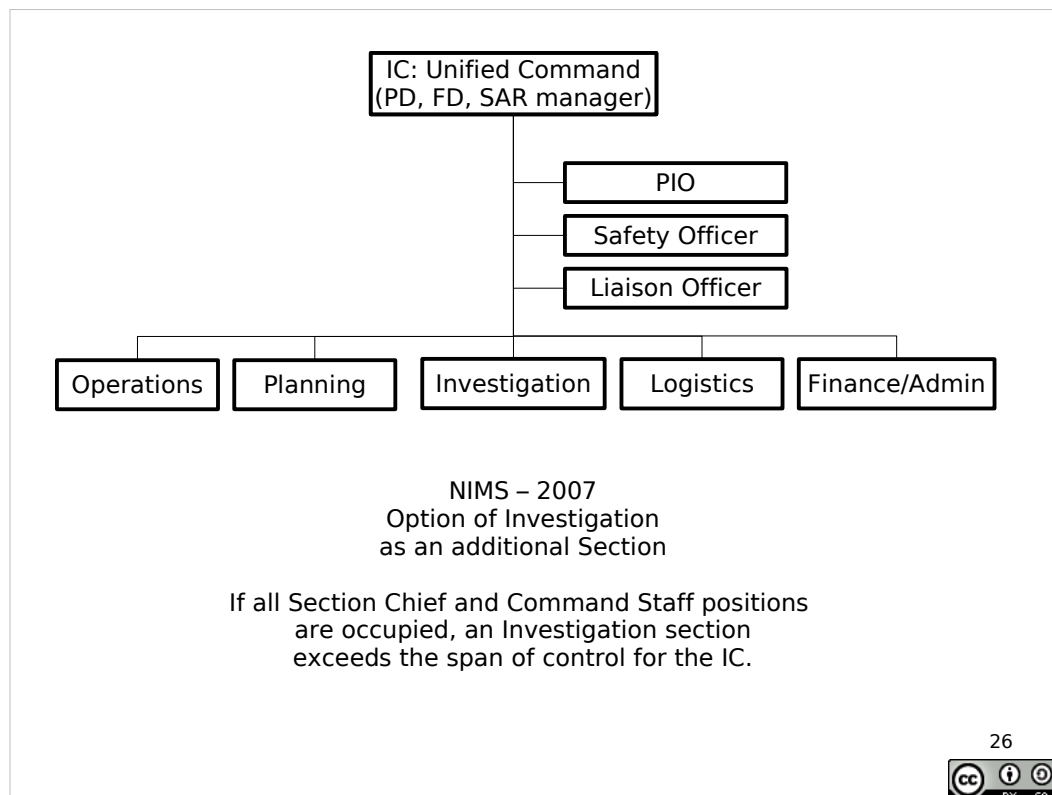 IC: Unified Command
(PD, FD, SAR manager)
PIO
Safety Officer
Liaison Officer
Operations
Planning
Investigation
Logistics
Finance/Admin
NIMS – 2007
Option of Investigation
as an additional Section
If all Section Chief and Command Staff positions
are occupied, an Investigation section
exceeds the span of control for the IC.
26
cc